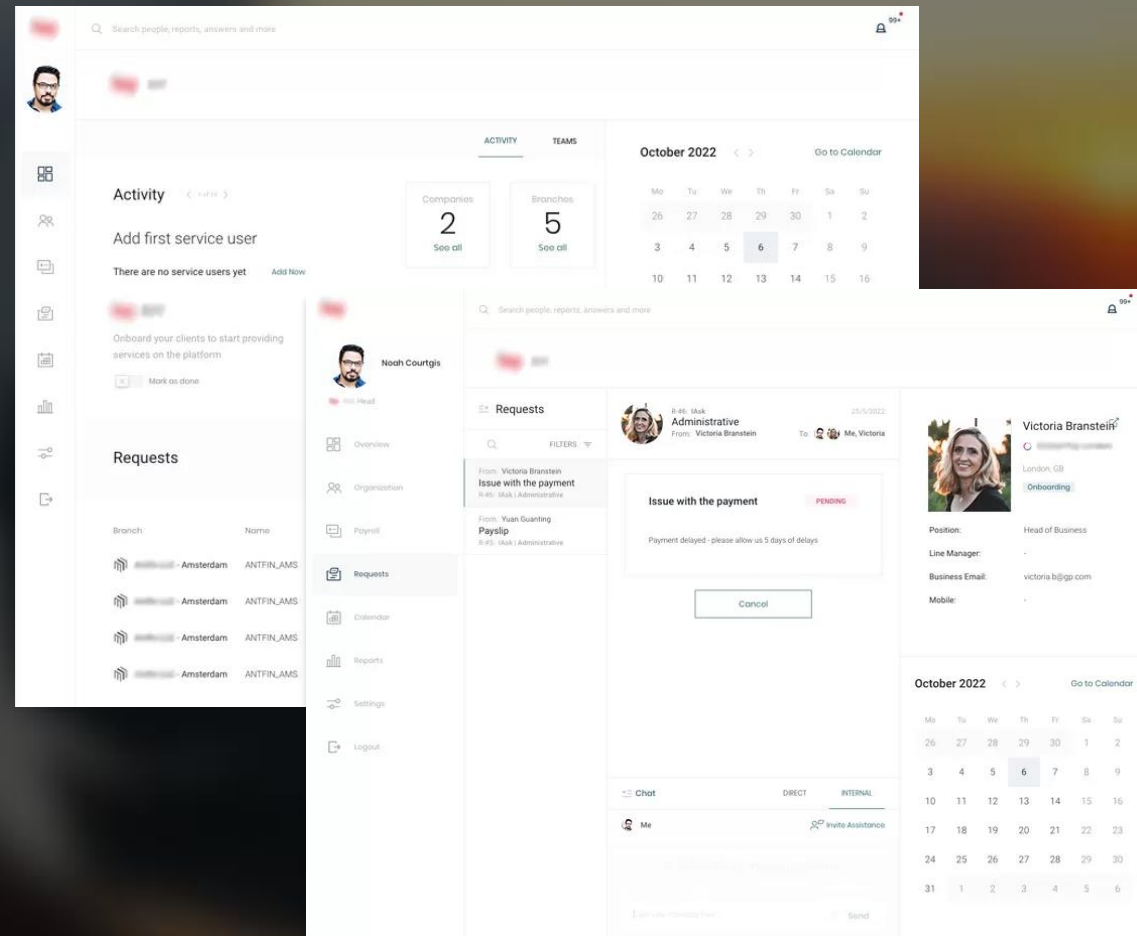 Search people, reports, answers and more
99+
ACTIVITY
TEAMS
Activity
Companies
2
See all
Branches
5
See all
Add first service user
There are no service users yet
Add Now
Onboard your clients to start providing
services on the platform
Mark as done
Requests
Branch
Name
- Amsterdam
ANTFIN_AMS
- Amsterdam
ANTFIN_AMS
- Amsterdam
ANTFIN_AMS
- Amsterdam
ANTFIN_AMS
October 2022
Go to Calendar
Mo Tu We Th Fr Sa Su
26 27 28 29 30 1 2
3 4 5 6 7 8 9
10 11 12 13 14 15 16
Search people, reports, answers and more
99+
Noah Courtgis
Head
Overview
Organization
Payroll
Requests
Calendar
Reports
Settings
Logout
Requests
FILTERS
From: Victoria Branstein
Issue with the payment
R-46: IAsk | Administrative
From: Yuan Guanting
Payslip
R-45: IAsk | Administrative
R-46: IAsk
25/5/2022
Administrative
From: Victoria Branstein
To: Me, Victoria
Issue with the payment
PENDING
Payment delayed - please allow us 5 days of delays
Cancel
Chat
DIRECT
INTERNAL
Me
Invite Assistance
Send
Victoria Branstein
London, GB
Onboarding
Position: Head of Business
Line Manager: -
Business Email: victoria.b@gp.com
Mobile: -
October 2022
Go to Calendar
Mo Tu We Th Fr Sa Su
26 27 28 29 30 1 2
3 4 5 6 7 8 9
10 11 12 13 14 15 16
17 18 19 20 21 22 23
24 25 26 27 28 29 30
31 1 2 3 4 5 6